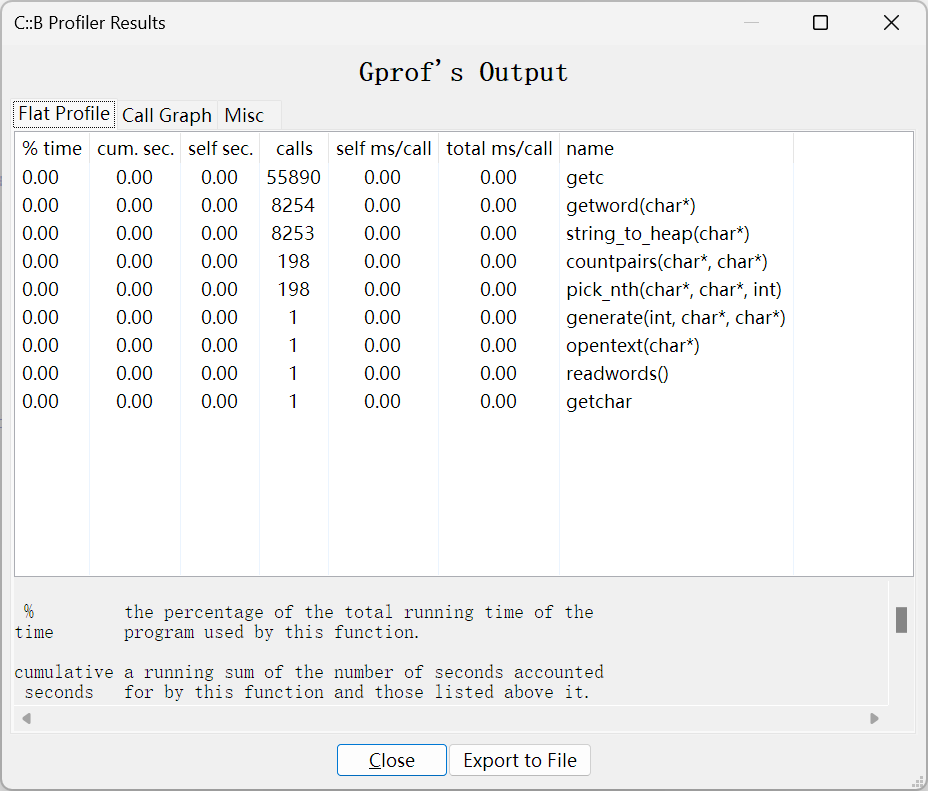 C::B Profiler Results
Gprof's Output
Flat Profile Call Graph Misc
% time cum. sec. self sec. calls self ms/call total ms/call name
0.00 0.00 0.00 55890 0.00 0.00 getc
0.00 0.00 0.00 8254 0.00 0.00 getword(char*)
0.00 0.00 0.00 8253 0.00 0.00 string_to_heap(char*)
0.00 0.00 0.00 198 0.00 0.00 countpairs(char*, char*)
0.00 0.00 0.00 198 0.00 0.00 pick_nth(char*, char*, int)
0.00 0.00 0.00 1 0.00 0.00 generate(int, char*, char*)
0.00 0.00 0.00 1 0.00 0.00 opentext(char*)
0.00 0.00 0.00 1 0.00 0.00 readwords()
0.00 0.00 0.00 1 0.00 0.00 getchar
% the percentage of the total running time of the
time program used by this function.
cumulative a running sum of the number of seconds accounted
seconds for by this function and those listed above it.
Close Export to File